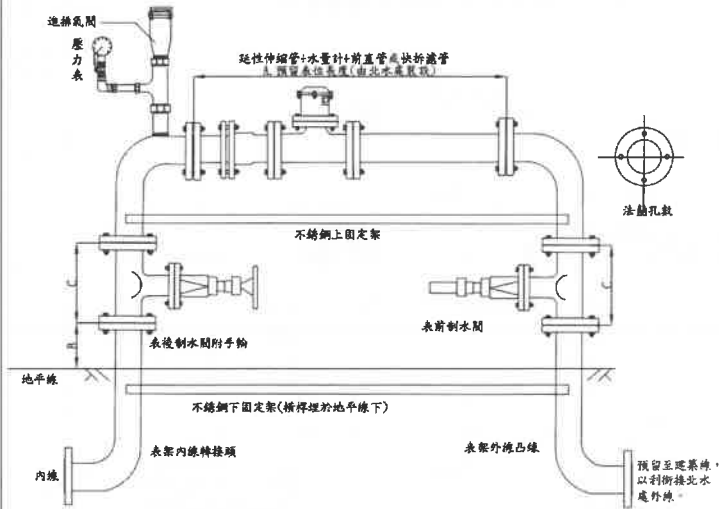 進排氣閥
壓力表
延性伸縮管+水量計+前直管或快拆濾管
A 預留表位長度(由北水處裝設)
法蘭孔數
不銹鋼上固定架
C
C
表後制水閥附手輪
表前制水閥
B
地平線
不銹鋼下固定架(橫桿埋於地平線下)
表架內線轉接頭
表架外線凸緣
內線
預留至建築線，
以利銜接北水
處外線。